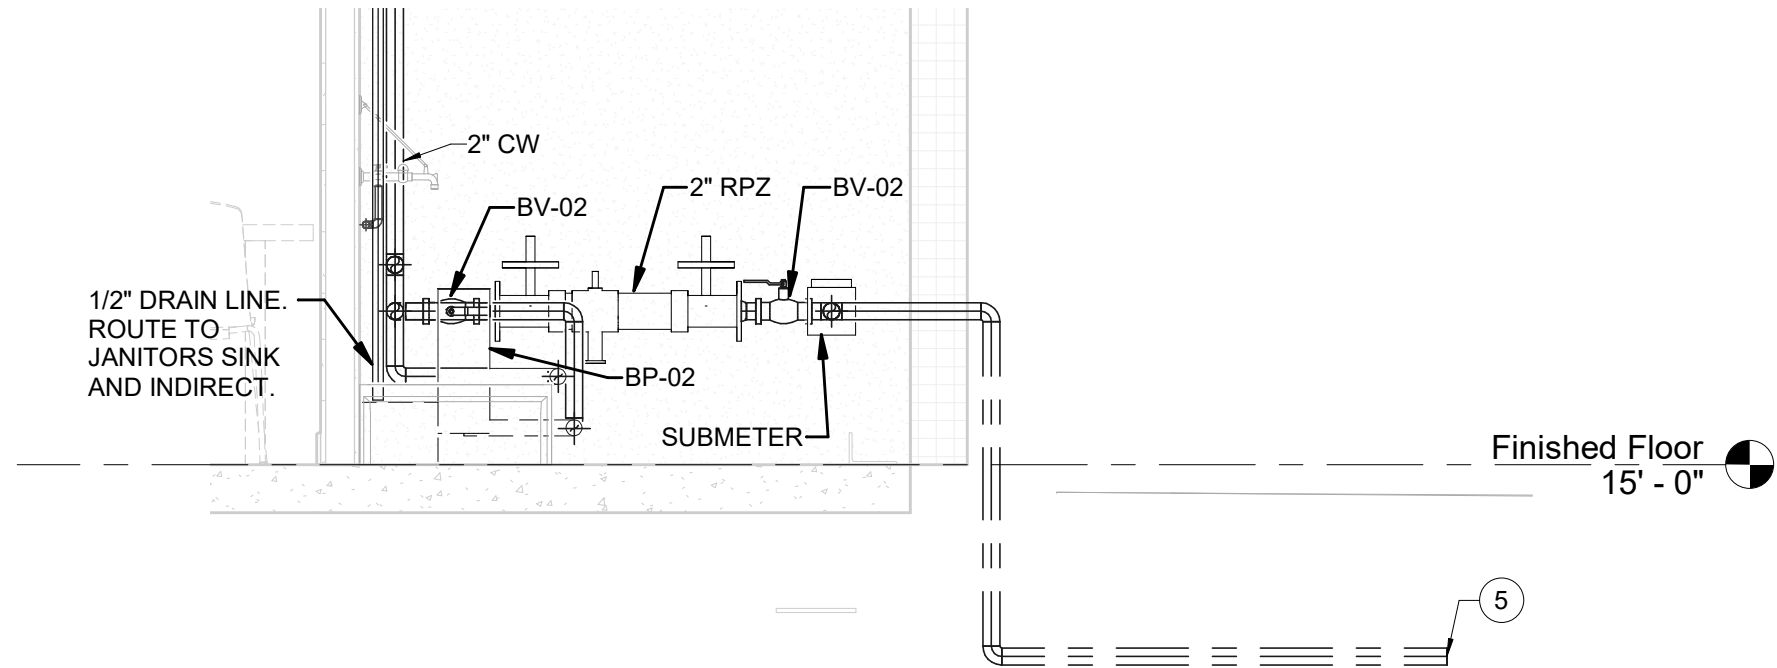 2" CW
2" RPZ
BV-02
BV-02
1/2" DRAIN LINE.
ROUTE TO
JANITORS SINK
AND INDIRECT.
BP-02
SUBMETER
Finished Floor
15' - 0"
5